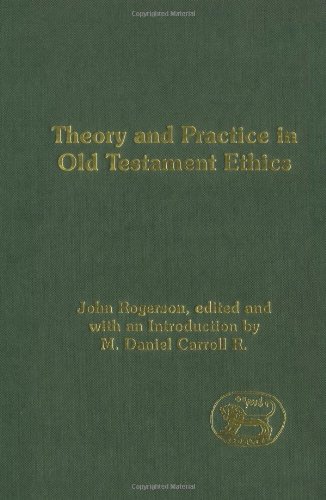 Theory and Practice in
Old Testament Ethics
John Rogerson, edited and
with an Introduction by
M. Daniel Carroll R.